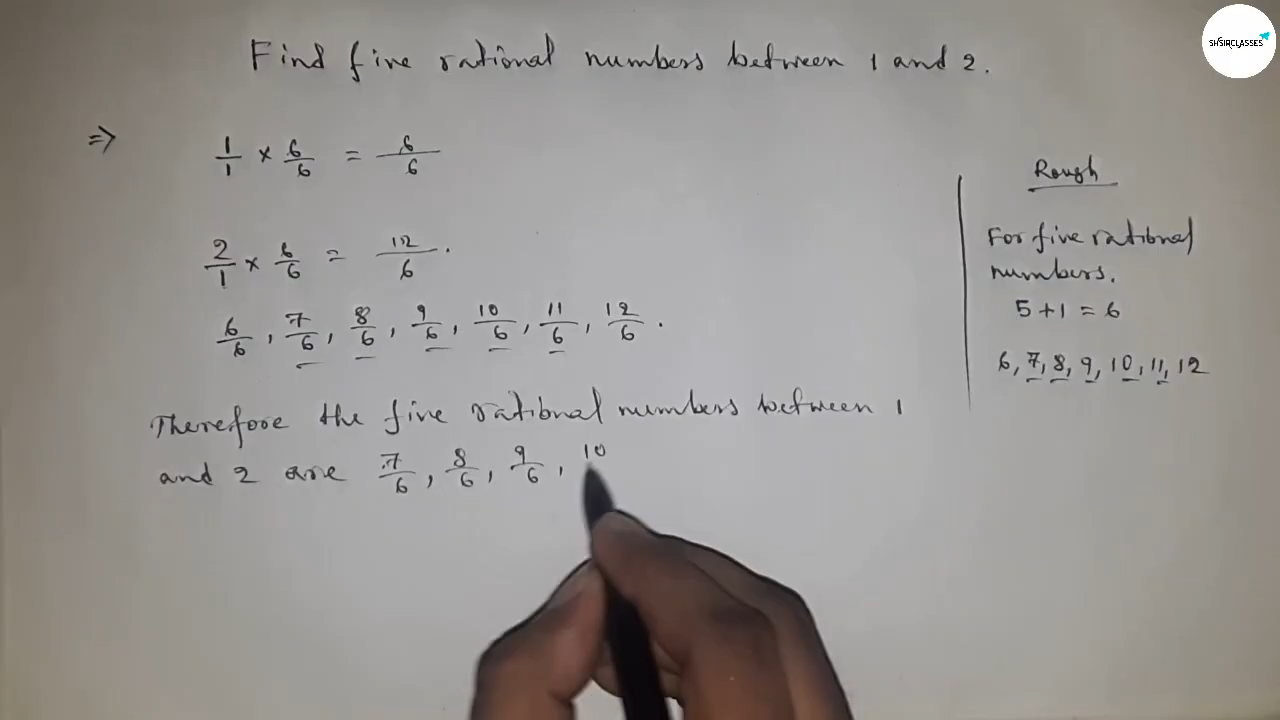 SHSIRCLASSES
Find five rational numbers between 1 and 2.
⇒ 1/1 × 6/6 = 6/6
2/1 × 6/6 = 12/6.
6/6, 7/6, 8/6, 9/6, 10/6, 11/6, 12/6.
Therefore the five rational numbers between 1
and 2 are 7/6, 8/6, 9/6, 10
Rough
For five rational
numbers.
5+1=6
6, 7, 8, 9, 10, 11, 12